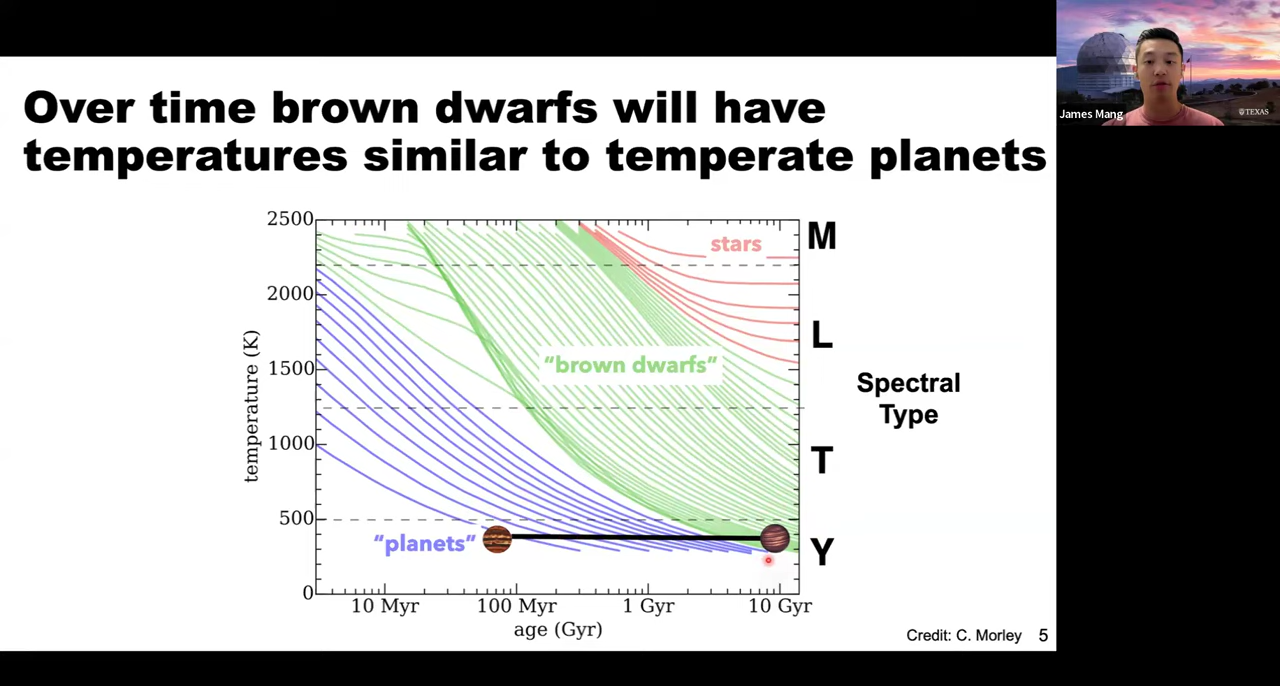 Over time brown dwarfs will have
temperatures similar to temperate planets
James Mang
TEXAS
2500
2000
1500
1000
500
0
temperature (K)
stars
“brown dwarfs”
“planets”
M
L
T
Y
Spectral
Type
10 Myr
100 Myr
1 Gyr
10 Gyr
age (Gyr)
Credit: C. Morley
5